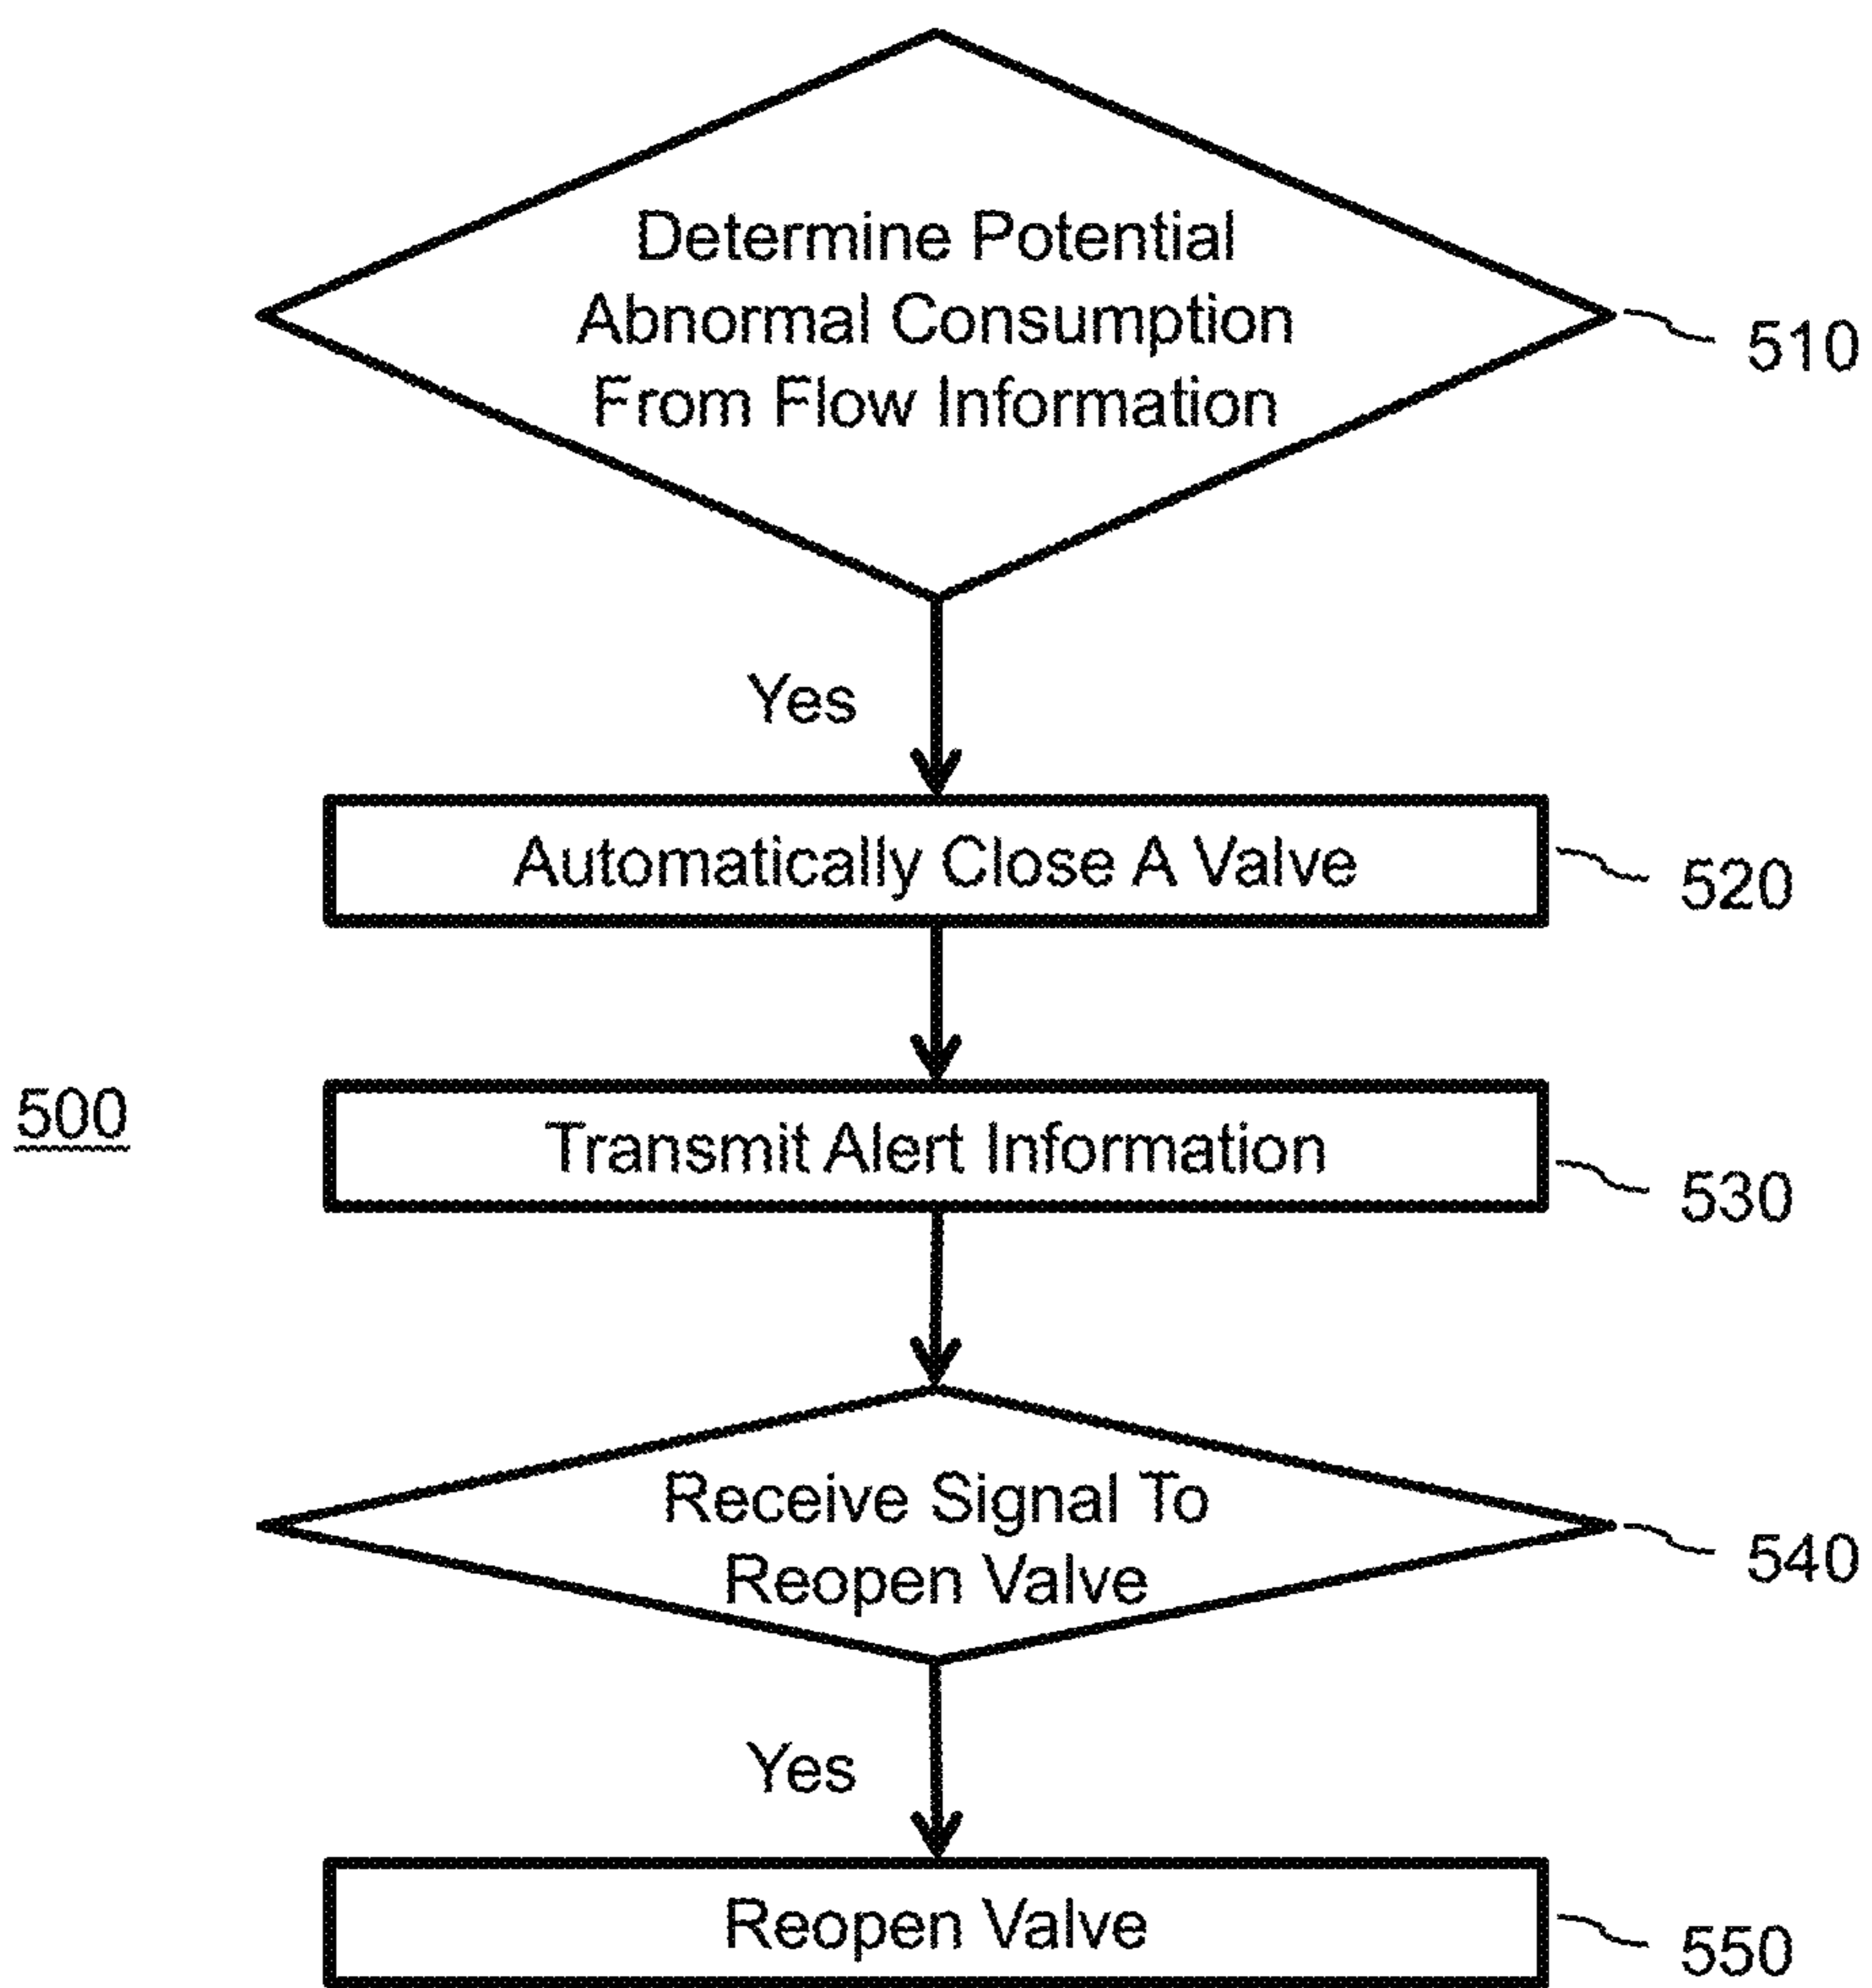 Determine Potential
Abnormal Consumption
From Flow Information
510
Yes
Automatically Close A Valve
520
500
Transmit Alert Information
530
Receive Signal To
Reopen Valve
540
Yes
Reopen Valve
550